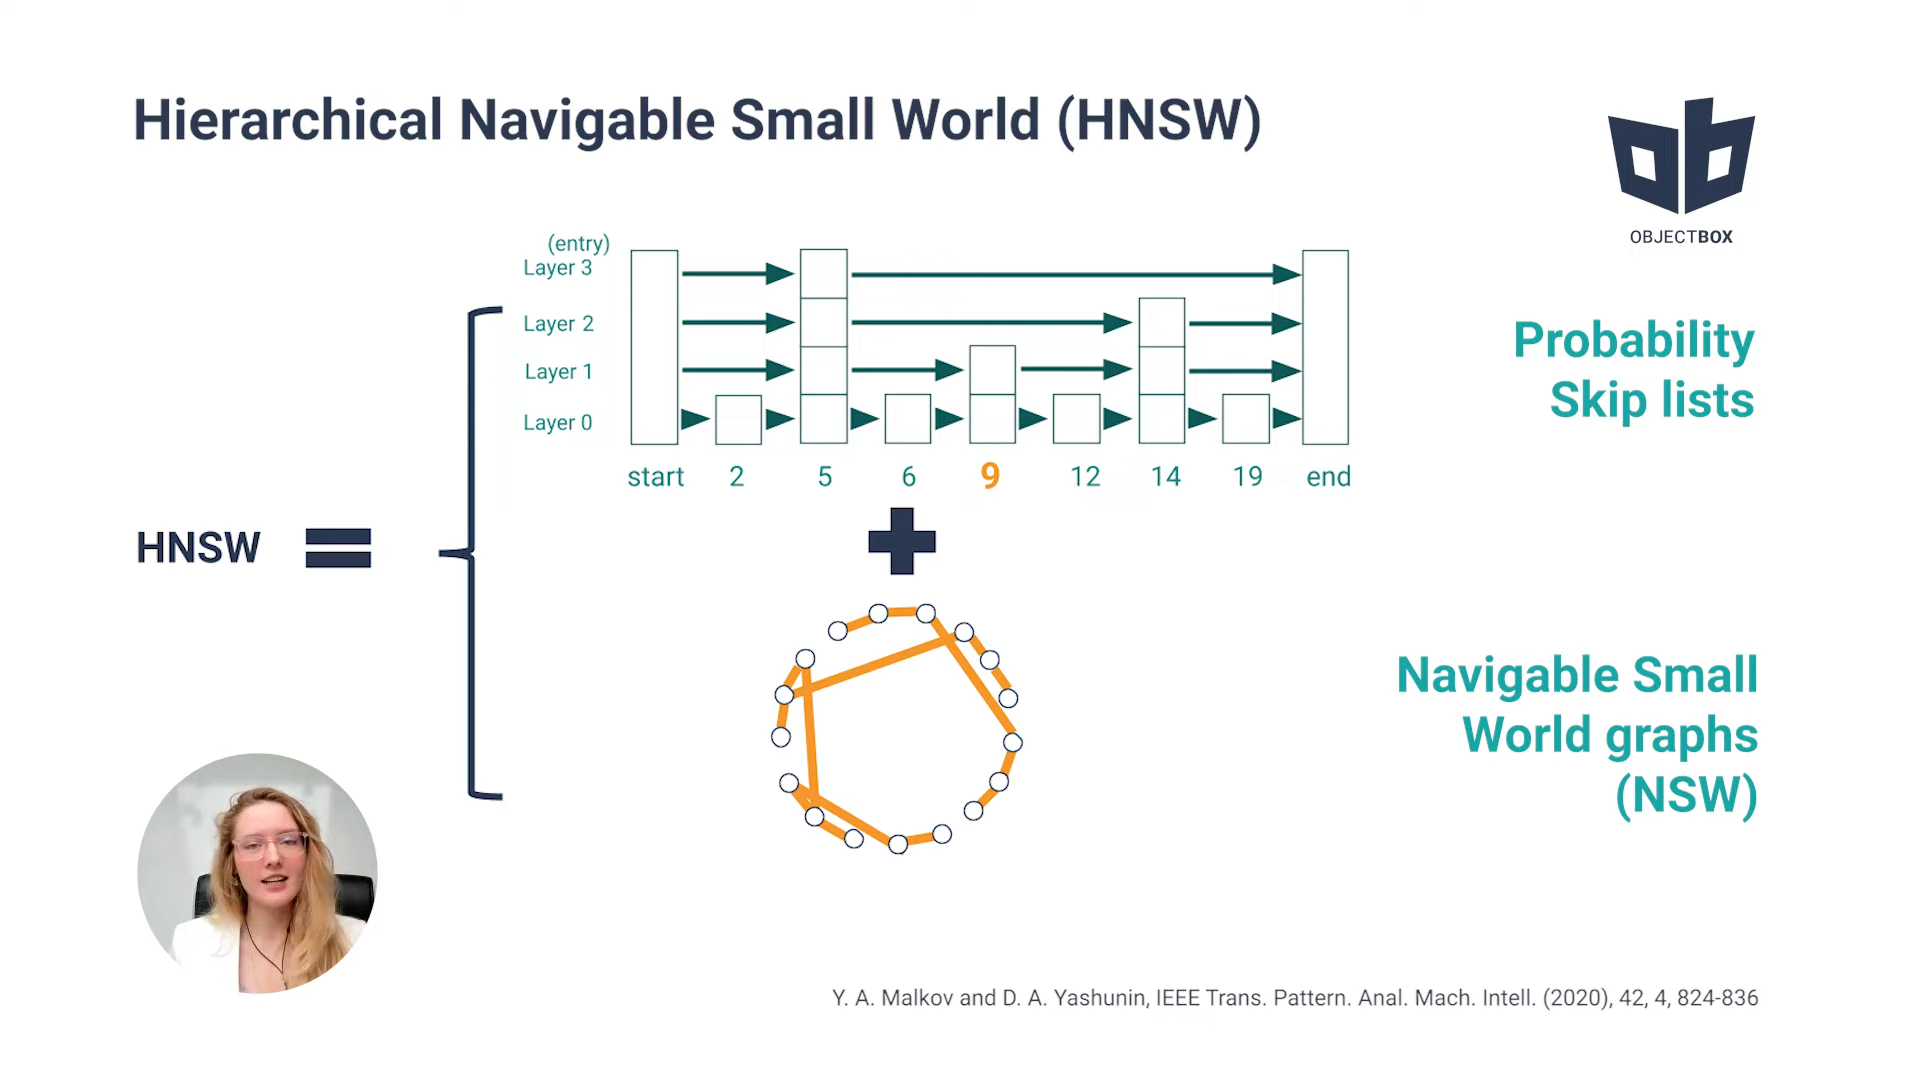 Hierarchical Navigable Small World (HNSW)
OBJECTBOX
(entry)
Layer 3
Layer 2
Layer 1
Layer 0
start 2 5 6 9 12 14 19 end
Probability
Skip lists
HNSW
Navigable Small
World graphs
(NSW)
Y. A. Malkov and D. A. Yashunin, IEEE Trans. Pattern. Anal. Mach. Intell. (2020), 42, 4, 824-836